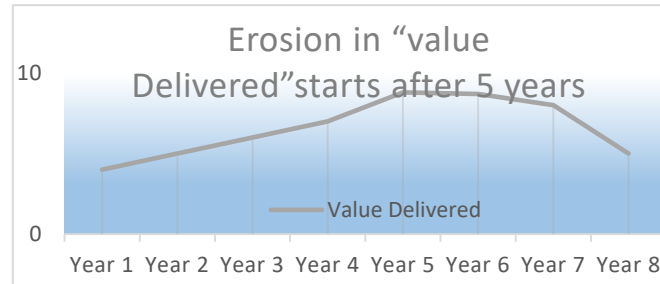 Erosion in “value
Delivered”starts after 5 years
10
Value Delivered
0
Year 1 Year 2 Year 3 Year 4 Year 5 Year 6 Year 7 Year 8